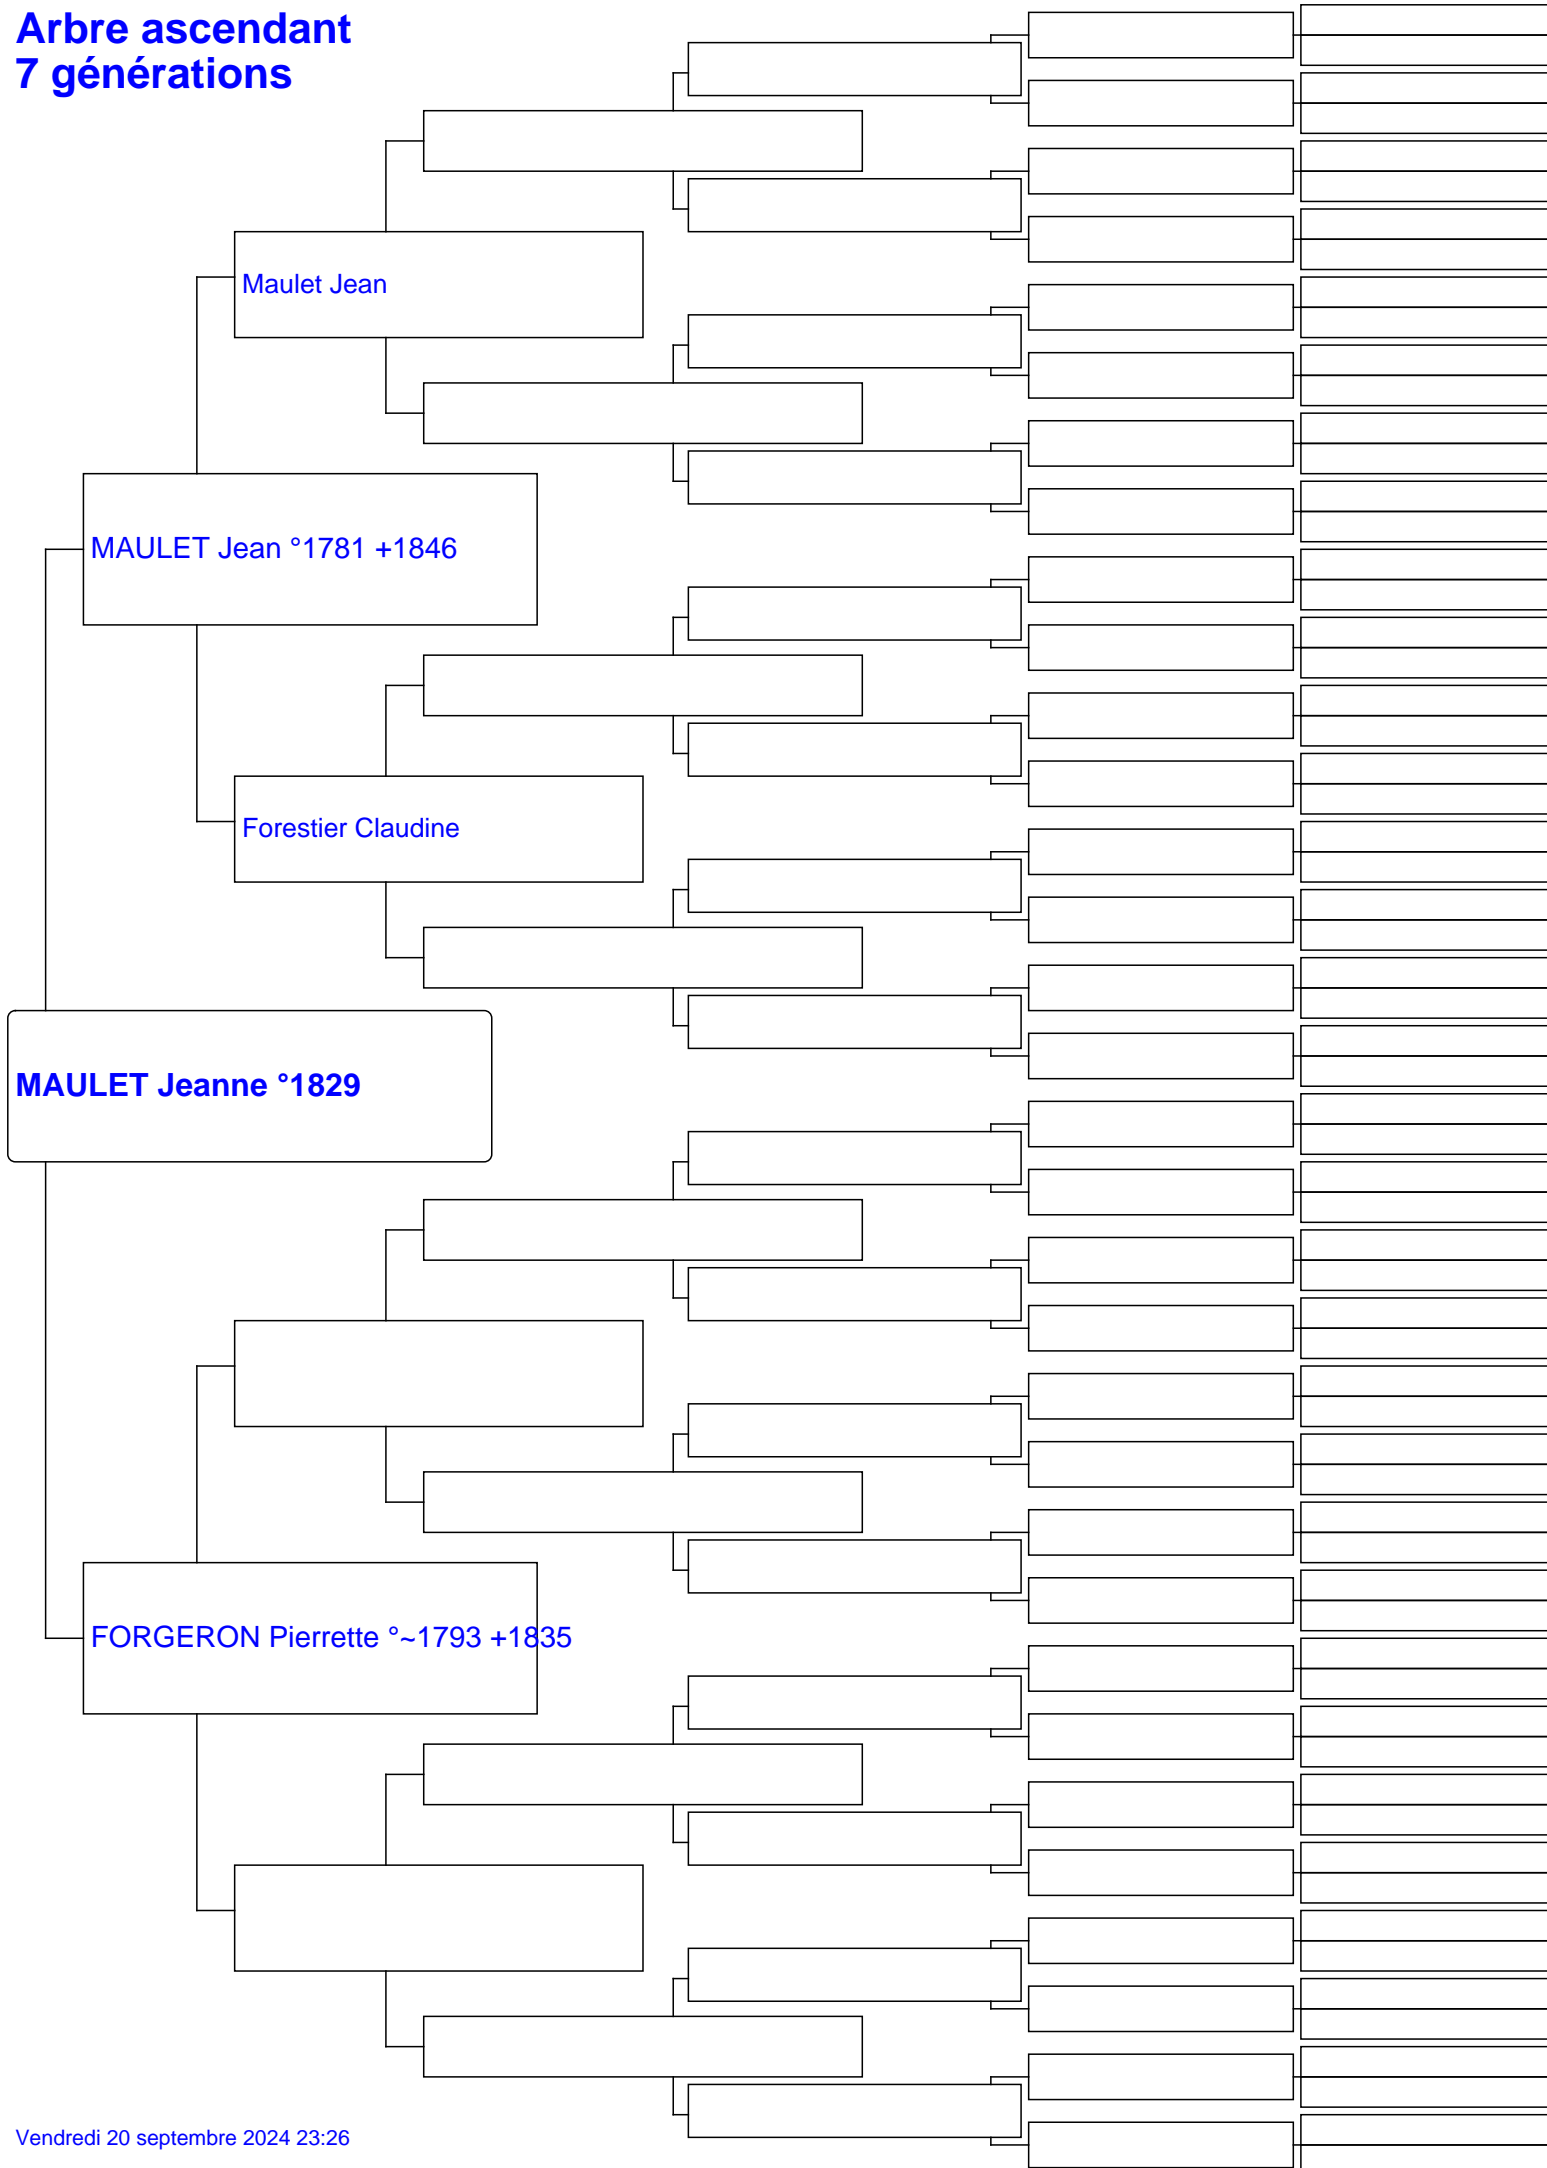 Arbre ascendant
7 générations
Maulet Jean
MAULET Jean °1781 +1846
Forestier Claudine
MAULET Jeanne °1829
FORGERON Pierrette °~1793 +1835
Vendredi 20 septembre 2024 23:26